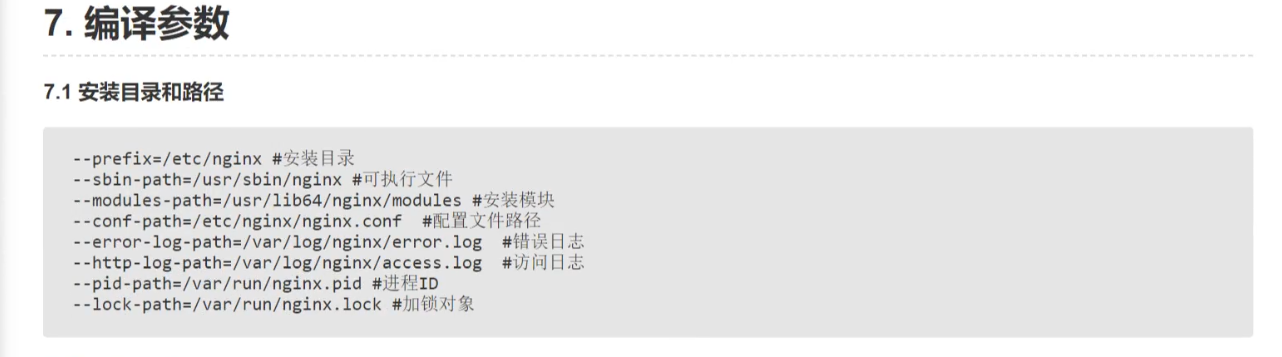 7. 编译参数
7.1 安装目录和路径
--prefix=/etc/nginx #安装目录
--sbin-path=/usr/sbin/nginx #可执行文件
--modules-path=/usr/lib64/nginx/modules #安装模块
--conf-path=/etc/nginx/nginx.conf  #配置文件路径
--error-log-path=/var/log/nginx/error.log  #错误日志
--http-log-path=/var/log/nginx/access.log  #访问日志
--pid-path=/var/run/nginx.pid #进程ID
--lock-path=/var/run/nginx.lock #加锁对象